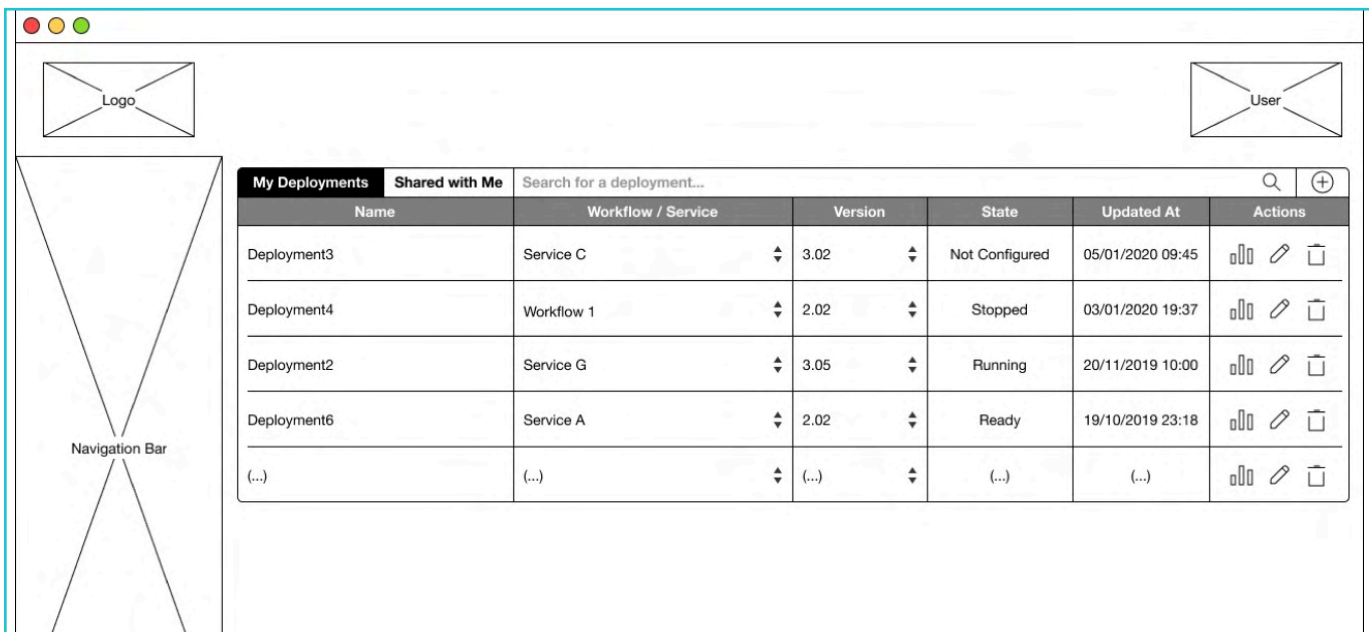 Logo
User
My Deployments Shared with Me Search for a deployment...
Name Workflow / Service Version State Updated At Actions
Deployment3 Service C 3.02 Not Configured 05/01/2020 09:45
Deployment4 Workflow 1 2.02 Stopped 03/01/2020 19:37
Deployment2 Service G 3.05 Running 20/11/2019 10:00
Deployment6 Service A 2.02 Ready 19/10/2019 23:18
Navigation Bar
(...) (...) (...) (...) (...)